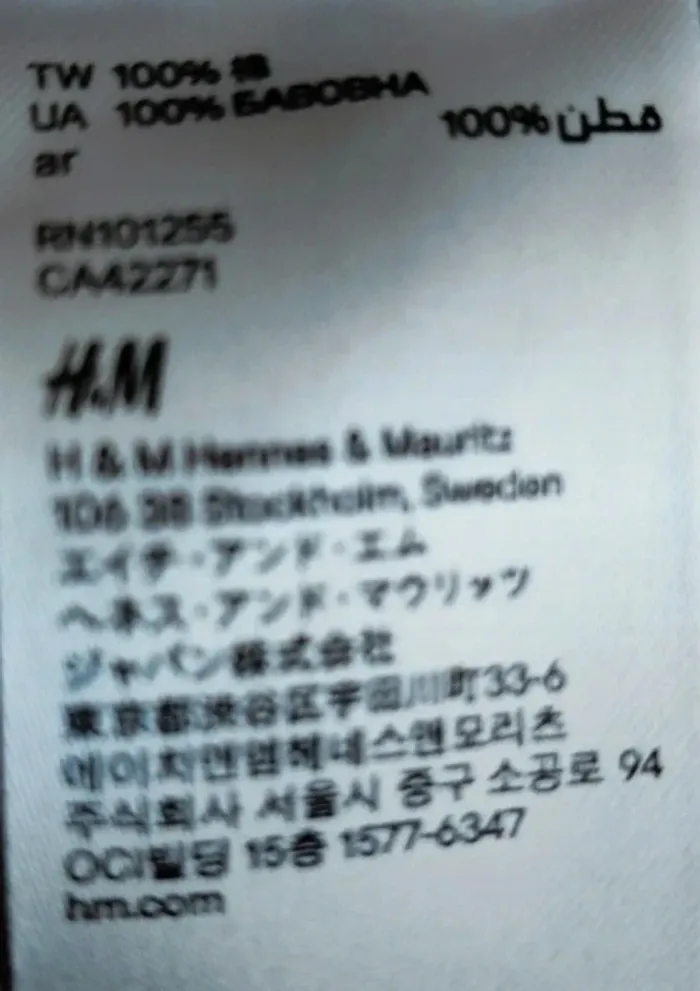 TW 100% 棉
UA 100% БАВОВНА
ar 100% قطن
RN101255
CA42271
H&M
H & M Hennes & Mauritz
106 38 Stockholm, Sweden
エイチ・アンド・エム
ヘネス・アンド・マウリッツ
ジャパン株式会社
東京都渋谷区宇田川町33-6
에이치앤엠헤네스앤모리츠
주식회사 서울시 중구 소공로 94
OCI빌딩 15층 1577-6347
hm.com